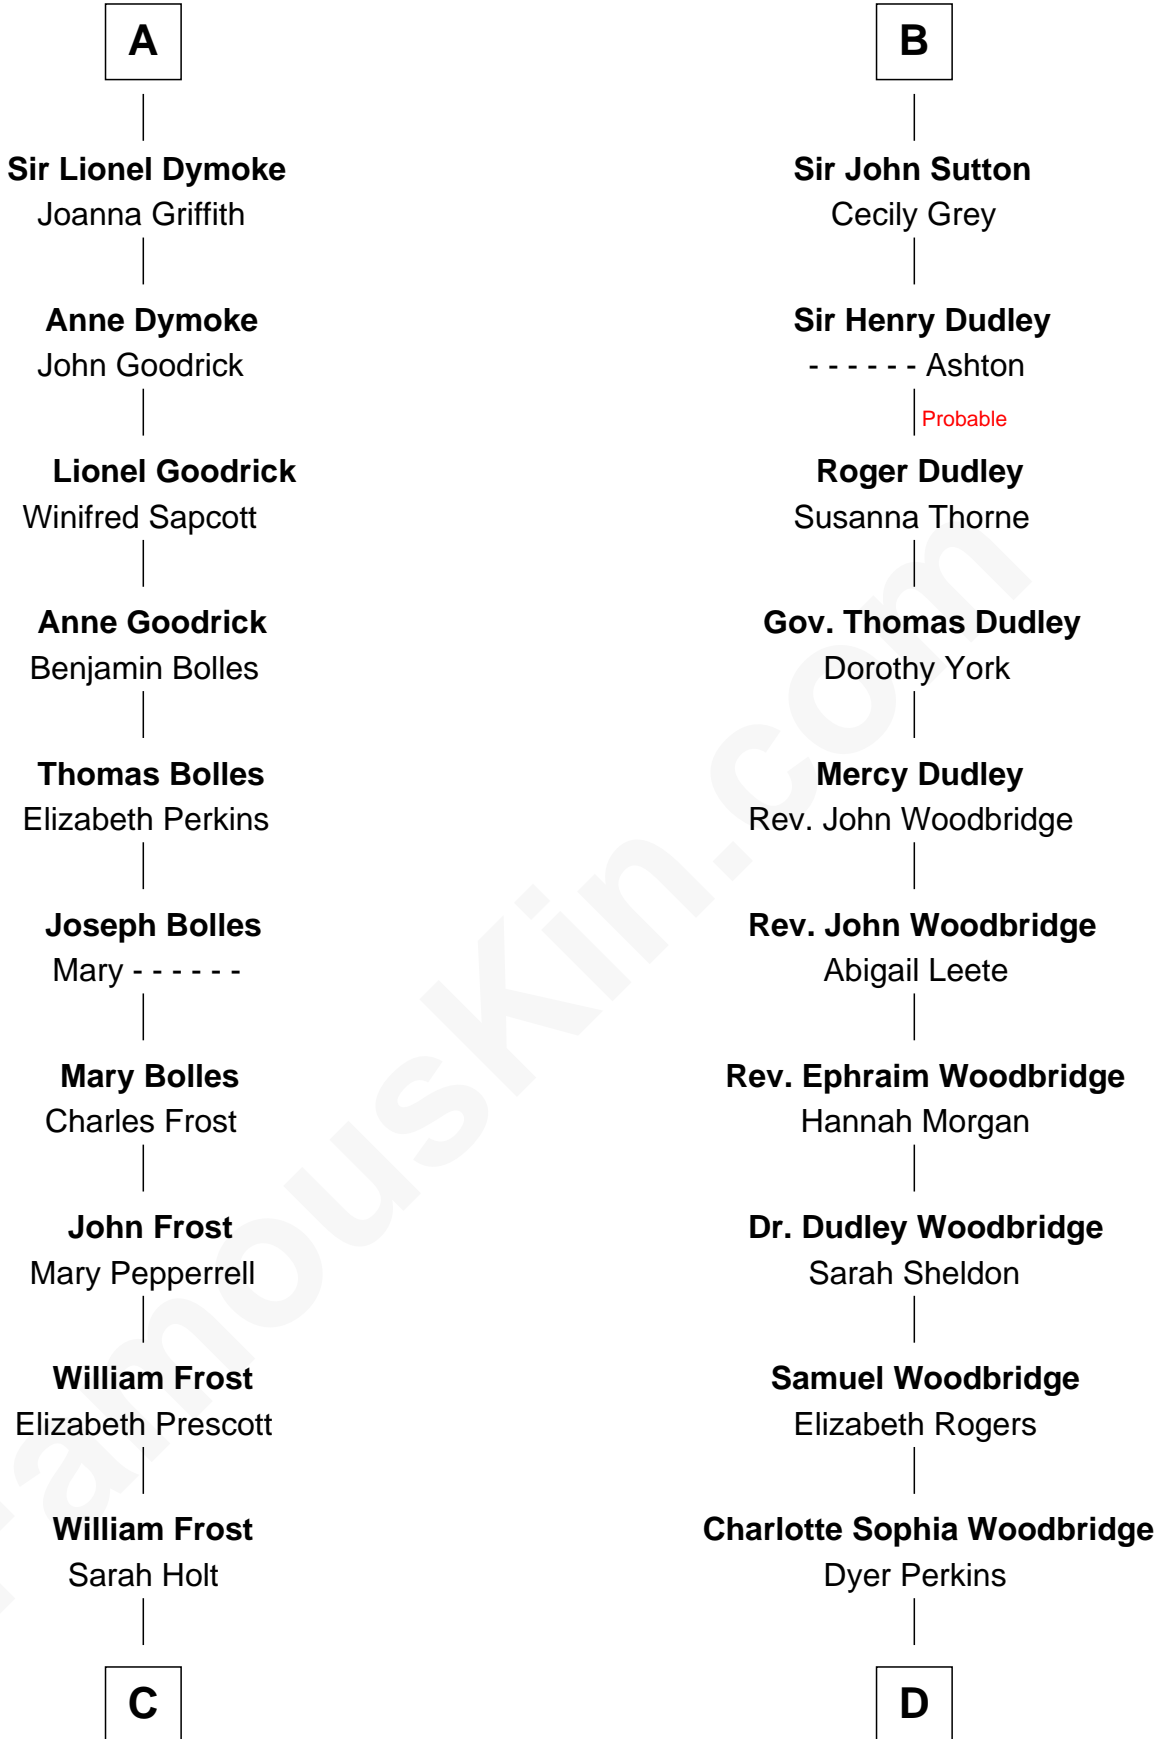 A
Sir Lionel Dymoke
Joanna Griffith
Anne Dymoke
John Goodrick
Lionel Goodrick
Winifred Sapcott
Anne Goodrick
Benjamin Bolles
Thomas Bolles
Elizabeth Perkins
Joseph Bolles
Mary - - - - - -
Mary Bolles
Charles Frost
John Frost
Mary Pepperrell
William Frost
Elizabeth Prescott
William Frost
Sarah Holt
C
B
Sir John Sutton
Cecily Grey
Sir Henry Dudley
- - - - - - Ashton
Probable
Roger Dudley
Susanna Thorne
Gov. Thomas Dudley
Dorothy York
Mercy Dudley
Rev. John Woodbridge
Rev. John Woodbridge
Abigail Leete
Rev. Ephraim Woodbridge
Hannah Morgan
Dr. Dudley Woodbridge
Sarah Sheldon
Samuel Woodbridge
Elizabeth Rogers
Charlotte Sophia Woodbridge
Dyer Perkins
D
FamousKin.com